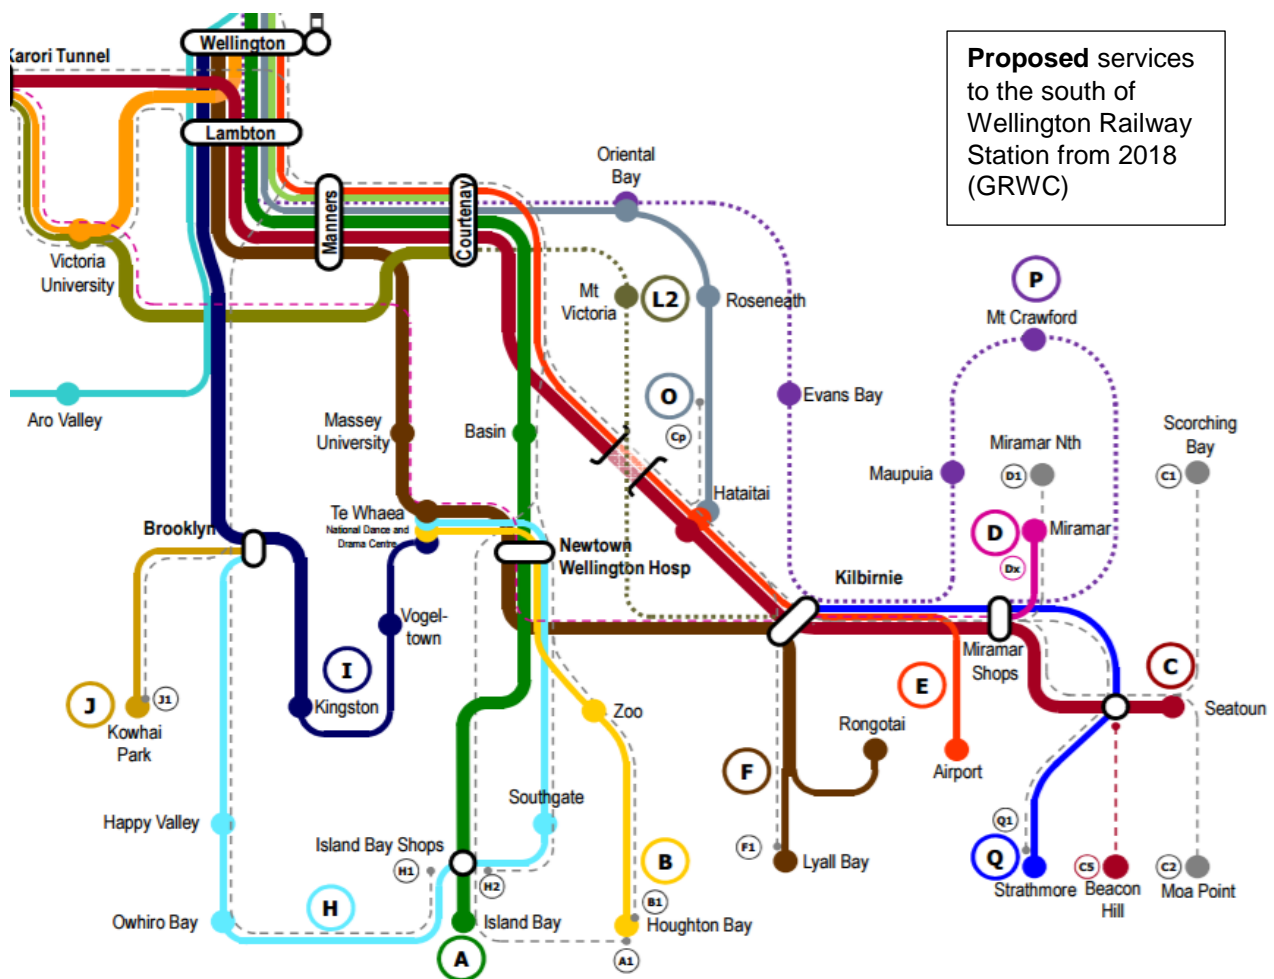 Wellington
Karori Tunnel
Proposed services
to the south of
Wellington Railway
Station from 2018
(GRWC)
Lambton
Oriental
Bay
Manners
Courtenay
Victoria
University
Mt
Victoria
L2
Roseneath
P
Mt Crawford
Aro Valley
Massey
University
Basin
O
Cp
Evans Bay
Miramar Nth
D1
Scorching
Bay
C1
Maupuia
Hataitai
Te Whaea
National Dance and
Drama Centre
Brooklyn
Newtown
Wellington Hosp
D
Miramar
Dx
Kilbirnie
Vogel-
town
Miramar
Shops
I
J
J1
Kowhai
Park
Kingston
Zoo
E
C
Seatoun
Rongotai
F
Airport
Happy Valley
Southgate
Island Bay Shops
H1
H2
B
F1
Lyall Bay
Q1
Q
Strathmore
C5
Beacon
Hill
C2
Moa Point
H
Owhiro Bay
Island Bay
A
B1
Houghton Bay
A1